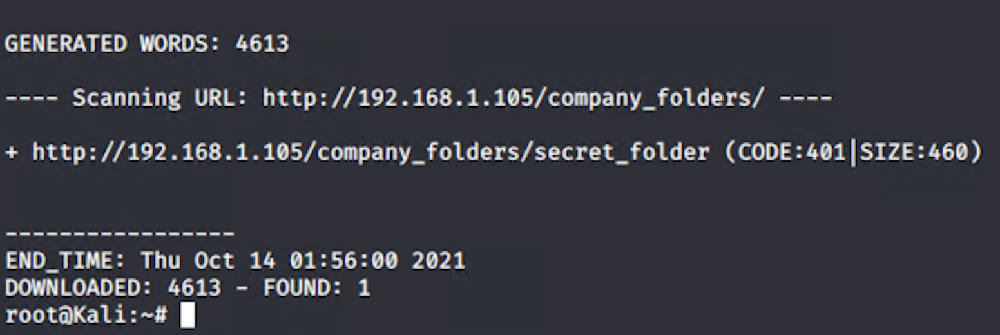 GENERATED WORDS: 4613
---- Scanning URL: http://192.168.1.105/company_folders/ ----
+ http://192.168.1.105/company_folders/secret_folder (CODE:401|SIZE:460)
-----------------
END_TIME: Thu Oct 14 01:56:00 2021
DOWNLOADED: 4613 - FOUND: 1
root@Kali:~#